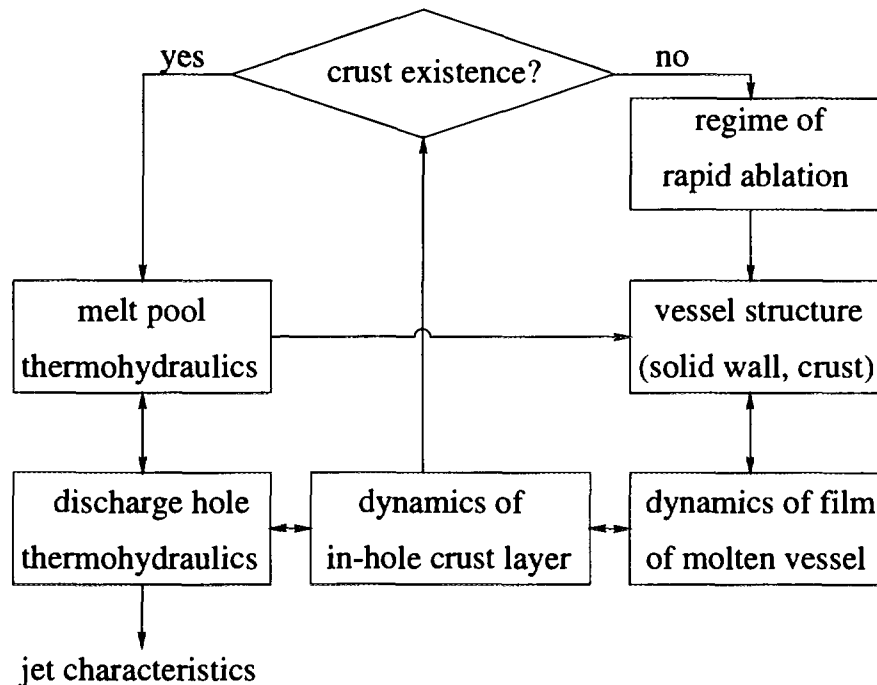 yes
crust existence?
no
regime of
rapid ablation
melt pool
thermohydraulics
vessel structure
(solid wall, crust)
discharge hole
thermohydraulics
dynamics of
in-hole crust layer
dynamics of film
of molten vessel
jet characteristics